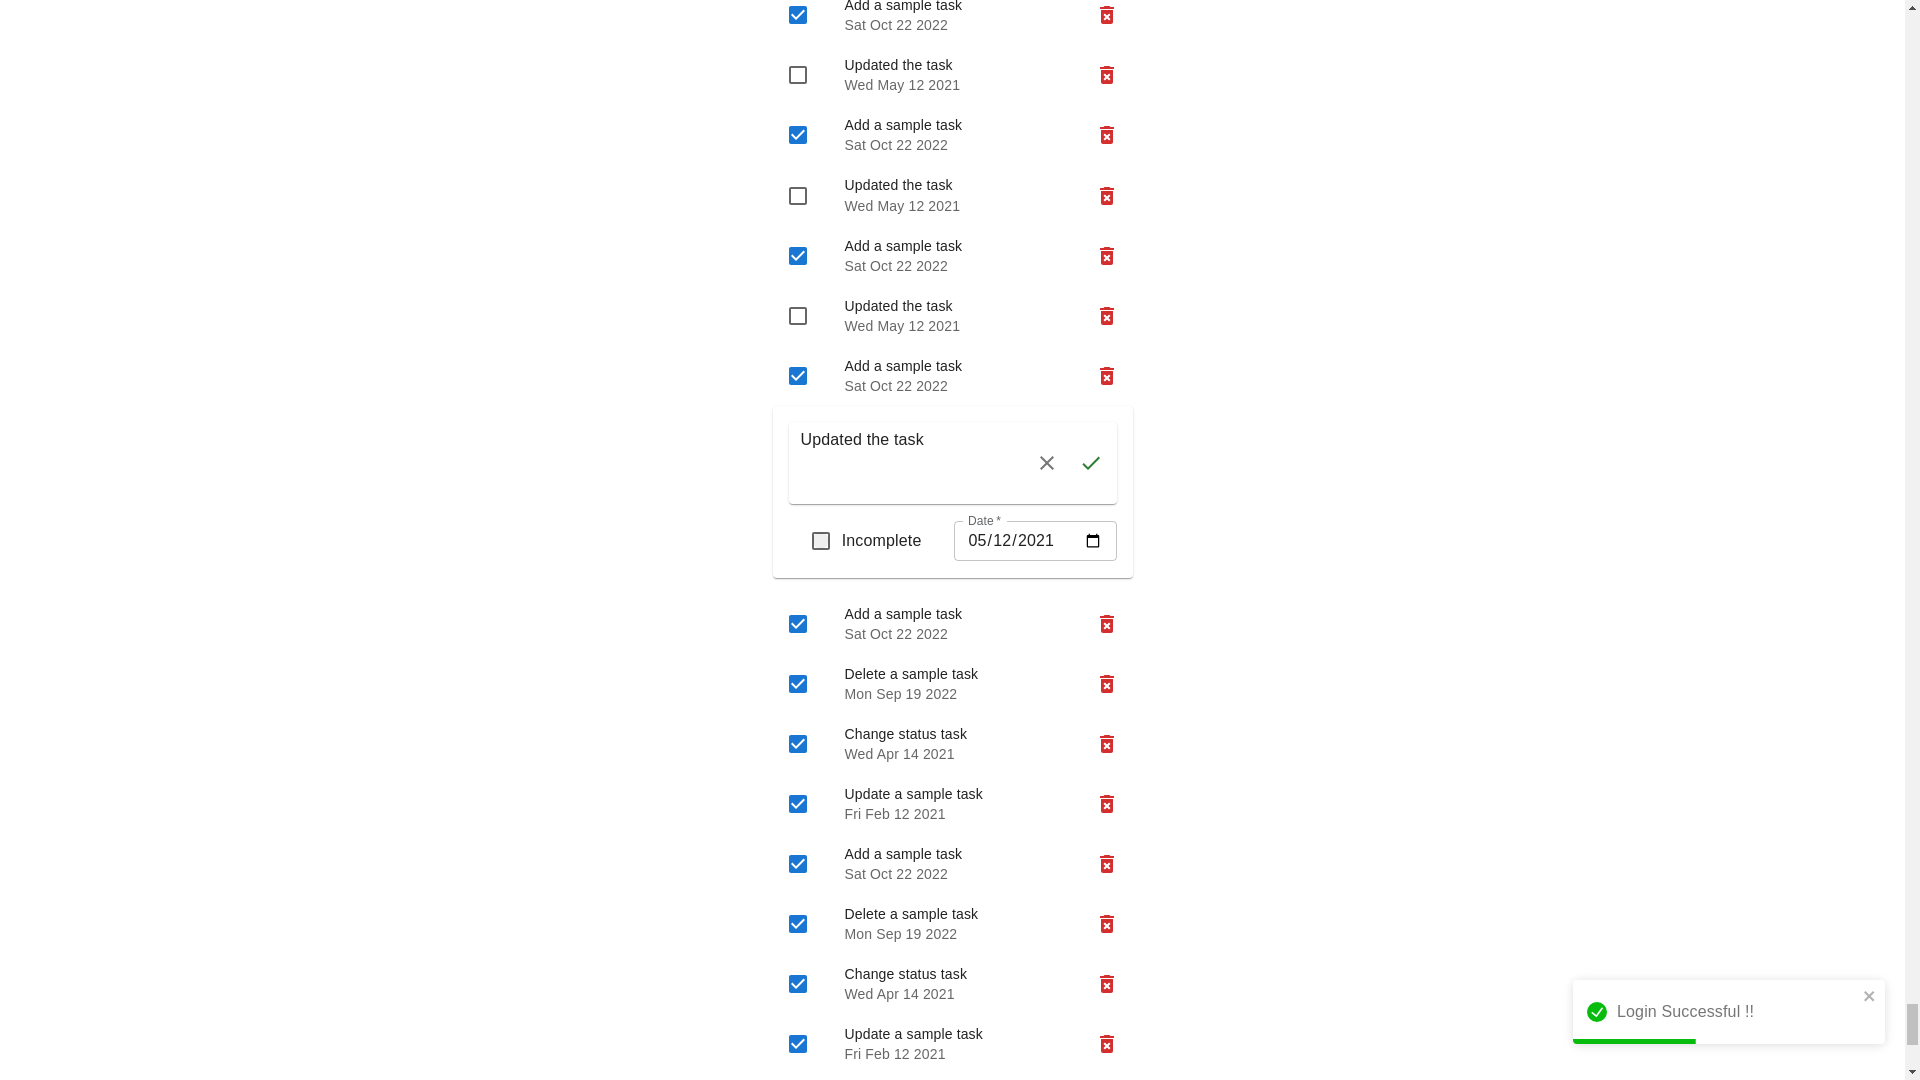 Add a sample task
Sat Oct 22 2022
Updated the task
Wed May 12 2021
Add a sample task
Sat Oct 22 2022
Updated the task
Wed May 12 2021
Add a sample task
Sat Oct 22 2022
Updated the task
Wed May 12 2021
Add a sample task
Sat Oct 22 2022
Updated the task
Date *
Incomplete
05/12/2021
Add a sample task
Sat Oct 22 2022
Delete a sample task
Mon Sep 19 2022
Change status task
Wed Apr 14 2021
Update a sample task
Fri Feb 12 2021
Add a sample task
Sat Oct 22 2022
Delete a sample task
Mon Sep 19 2022
Change status task
Wed Apr 14 2021
Login Successful !!
Update a sample task
Fri Feb 12 2021